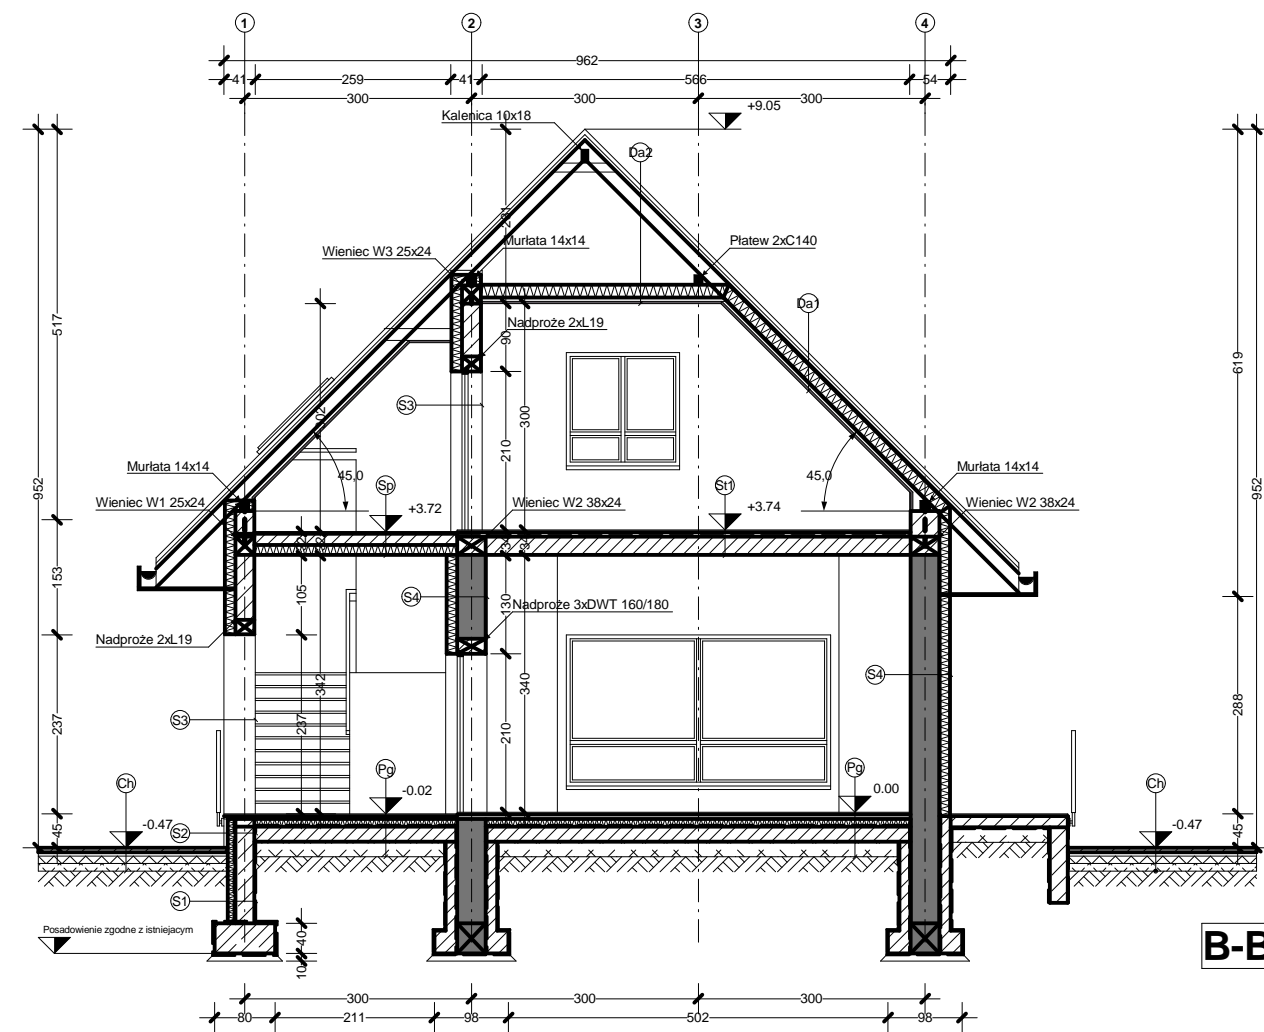 1 2 3 4
962
41 259 41 566 54
300 300 300
Kalenica 10x18
+9.05
Da2
Wieniec W3 25x24
Murłata 14x14
Płatew 2xC140
Da1
Nadproże 2xL19
90
517
619
S3
300
210
952
952
Murłata 14x14
45,0
45,0
Murłata 14x14
Wieniec W1 25x24
Sp
+3.72
Wieniec W2 38x24
St1
+3.74
Wieniec W2 38x24
153
105
S4
130
Nadproże 3xDWT 160/180
Nadproże 2xL19
S4
342
340
288
S3
237
237
210
Ch
-0.47
Pg
-0.02
Pg
0.00
Ch
-0.47
45
S2
45
S1
Posadowienie zgodne z istniejacym
40
10
B-B
300 300 300
80 211 98 502 98